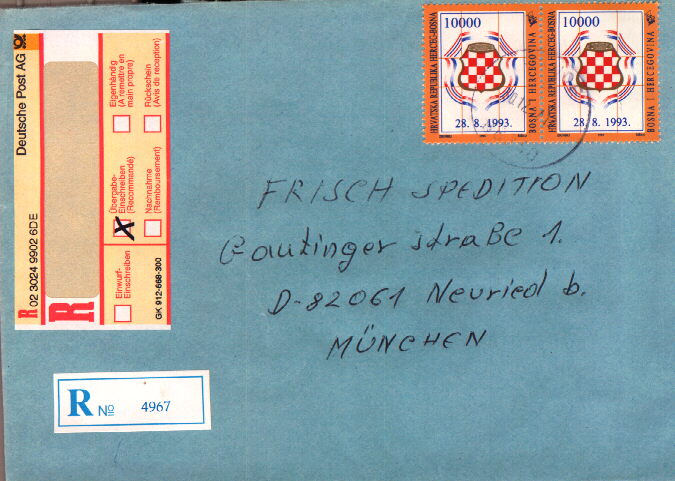 Deutsche Post AG
R 02 3024 9902 6DE
R
Eigenhändig
(A remettre en
main propre)
Rückschein
(Avis de reception)
Übergabe-
Einschreiben
(Recommandé)
Nachnahme
(Remboursement)
Einwurf-
Einschreiben
GK 912-668-300
HRVATSKA REPUBLIKA HERCEG-BOSNA
10000
28. 8. 1993.
BOSNA I HERCEGOVINA
HRVATSKA REPUBLIKA HERCEG-BOSNA
10000
28. 8. 1993.
BOSNA I HERCEGOVINA
FRISCH SPEDITION
Gautinger Straße 1.
D-82061 Neuried b.
MÜNCHEN
R No 4967